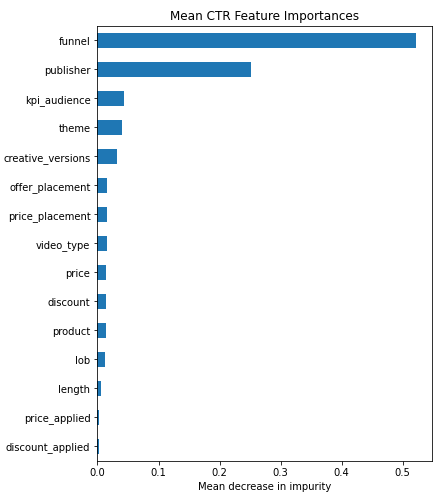 Mean CTR Feature Importances
funnel
publisher
kpi_audience
theme
creative_versions
offer_placement
price_placement
video_type
price
discount
product
lob
length
price_applied
discount_applied
0.0 0.1 0.2 0.3 0.4 0.5
Mean decrease in impurity